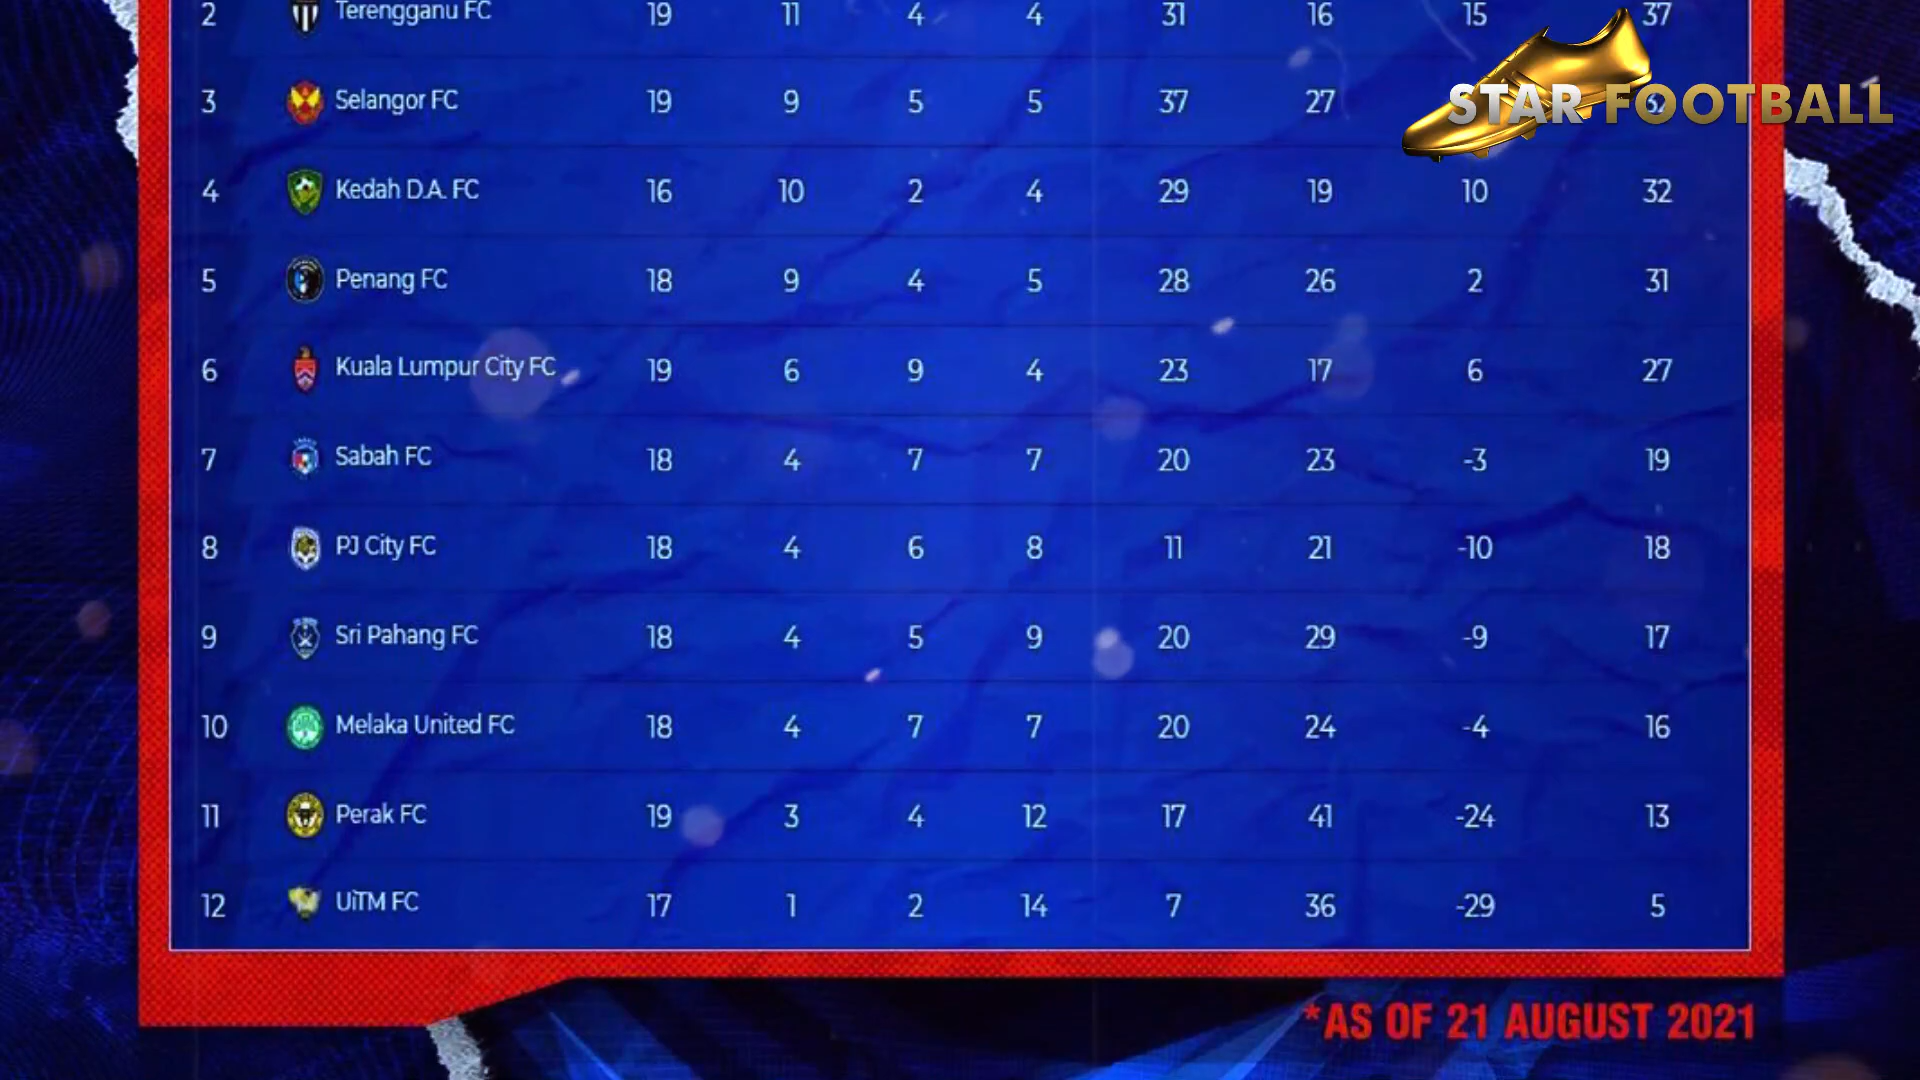 2 Terengganu FC 19 11 4 4 31 16 15 37
3 Selangor FC 19 9 5 5 37 27 32
STAR FOOTBALL
4 Kedah D.A. FC 16 10 2 4 29 19 10 32
5 Penang FC 18 9 4 5 28 26 2 31
6 Kuala Lumpur City FC 19 6 9 4 23 17 6 27
7 Sabah FC 18 4 7 7 20 23 -3 19
8 PJ City FC 18 4 6 8 11 21 -10 18
9 Sri Pahang FC 18 4 5 9 20 29 -9 17
10 Melaka United FC 18 4 7 7 20 24 -4 16
11 Perak FC 19 3 4 12 17 41 -24 13
12 UiTM FC 17 1 2 14 7 36 -29 5
*AS OF 21 AUGUST 2021